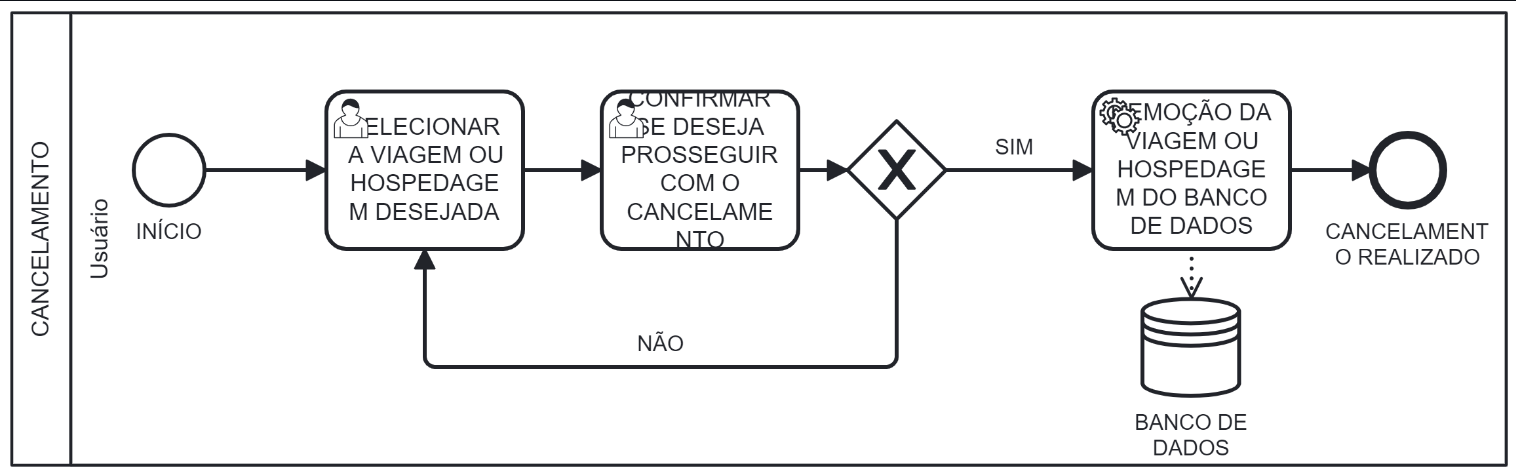 CANCELAMENTO
Usuário
INÍCIO
ELECIONAR
A VIAGEM OU
HOSPEDAGE
M DESEJADA
CONFIRMAR
SE DESEJA
PROSSEGUIR
COM O
CANCELAME
NTO
X
SIM
NÃO
EMOÇÃO DA
VIAGEM OU
HOSPEDAGE
M DO BANCO
DE DADOS
BANCO DE
DADOS
CANCELAMENT
O REALIZADO